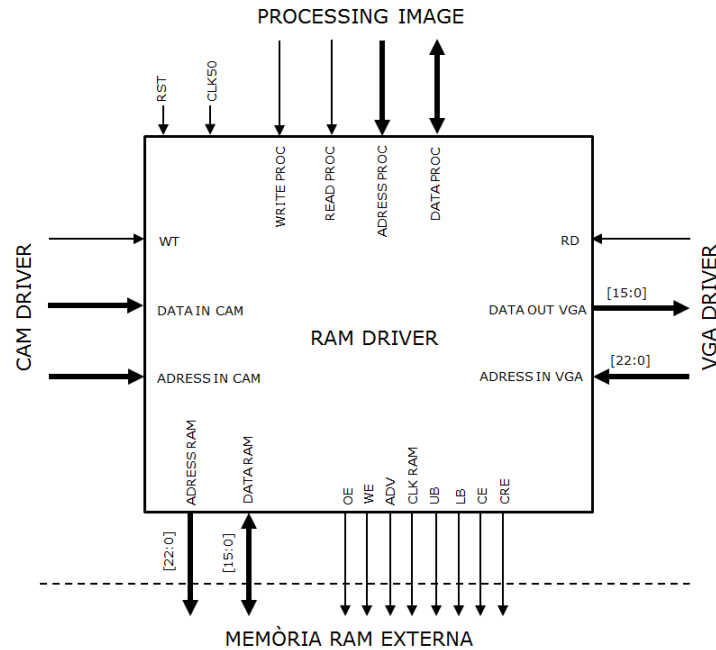 PROCESSING IMAGE
RST
CLK50
WRITE PROC
READ PROC
ADRESS PROC
DATA PROC
CAM DRIVER
WT
DATA IN CAM
ADRESS IN CAM
RAM DRIVER
RD
DATA OUT VGA
[15:0]
ADRESS IN VGA
[22:0]
VGA DRIVER
ADRESS RAM
DATA RAM
OE
WE
ADV
CLK RAM
UB
LB
CE
CRE
[22:0]
[15:0]
MEMÒRIA RAM EXTERNA